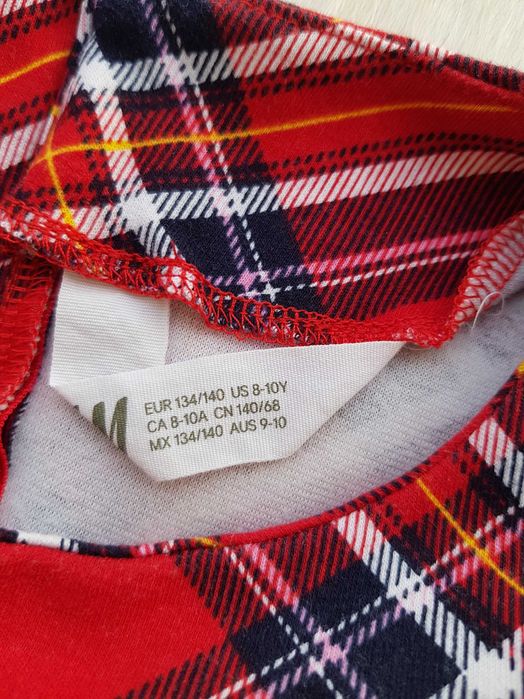 M
EUR 134/140 US 8-10Y
CA 8-10A CN 140/68
MX 134/140 AUS 9-10